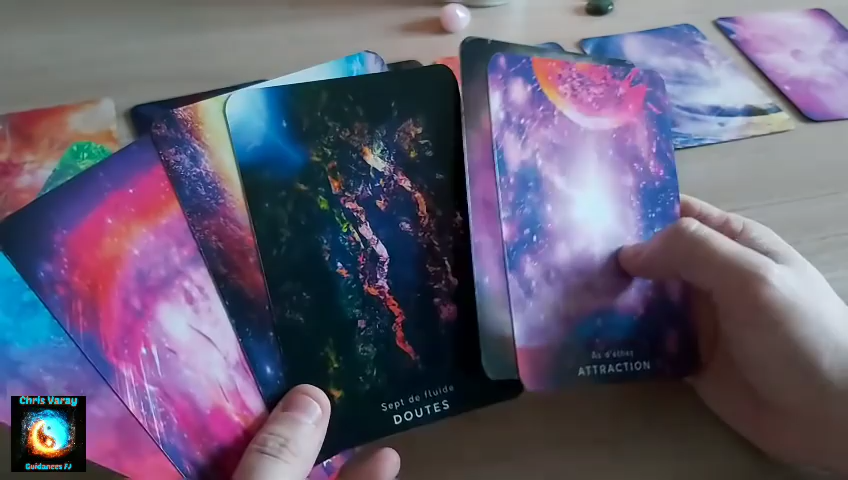 Sept de fluide
DOUTES
As d'éther
ATTRACTION
Chris Varay
Guidances FJ